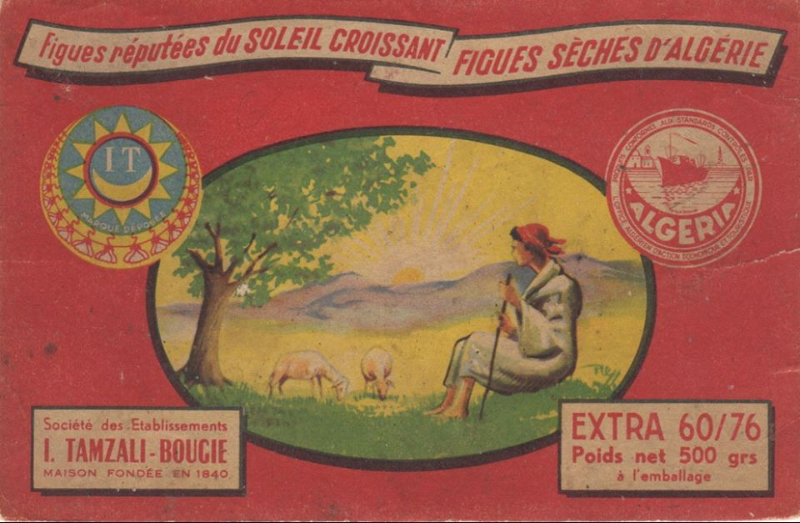 Figues réputées du SOLEIL CROISSANT
FIGUES SÈCHES D'ALGÉRIE
I T
MARQUE DÉPOSÉE
ALGERIA
Société des Etablissements
I. TAMZALI - BOUGIE
MAISON FONDÉE EN 1840
EXTRA 60/76
Poids net 500 grs
à l'emballage